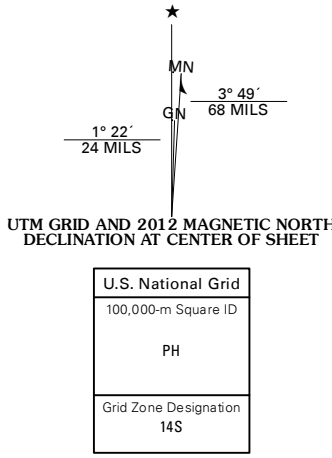 ★
MN
GN
3° 49´
68 MILS
1° 22´
24 MILS
UTM GRID AND 2012 MAGNETIC NORTH
DECLINATION AT CENTER OF SHEET
U.S. National Grid
100,000-m Square ID
PH
Grid Zone Designation
14S